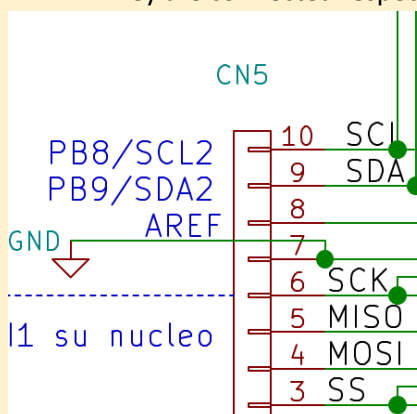 CN5
10 SCL
PB8/SCL2
9 SDA
PB9/SDA2
8
AREF
GND
7
6 SCK
5 MISO
su nucleo
4 MOSI
3 SS